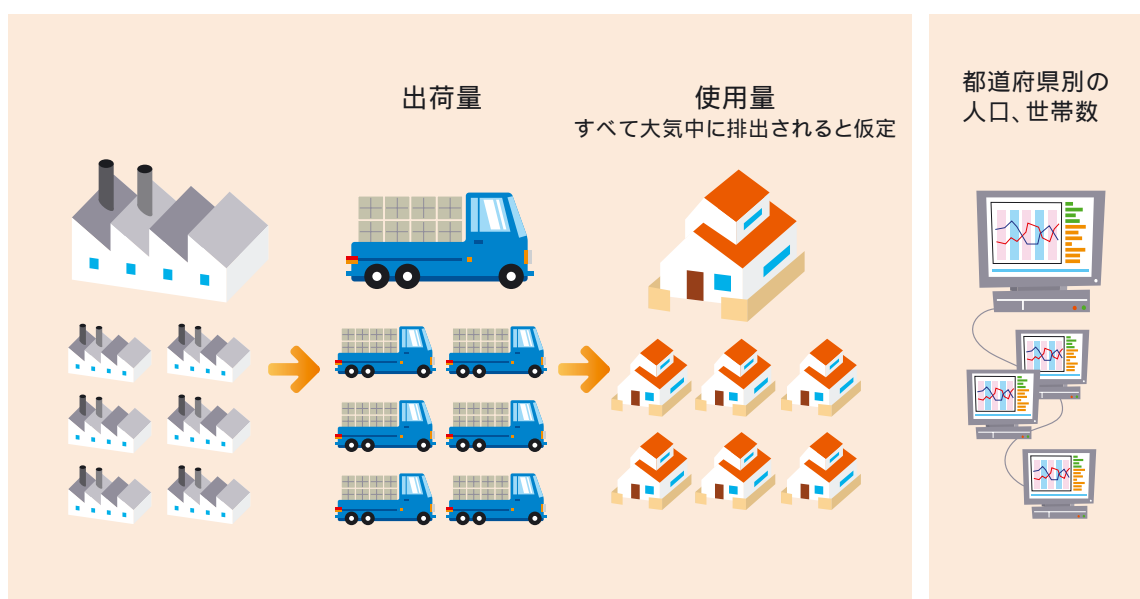 出荷量
使用量
すべて大気中に排出されると仮定
都道府県別の
人口、世帯数